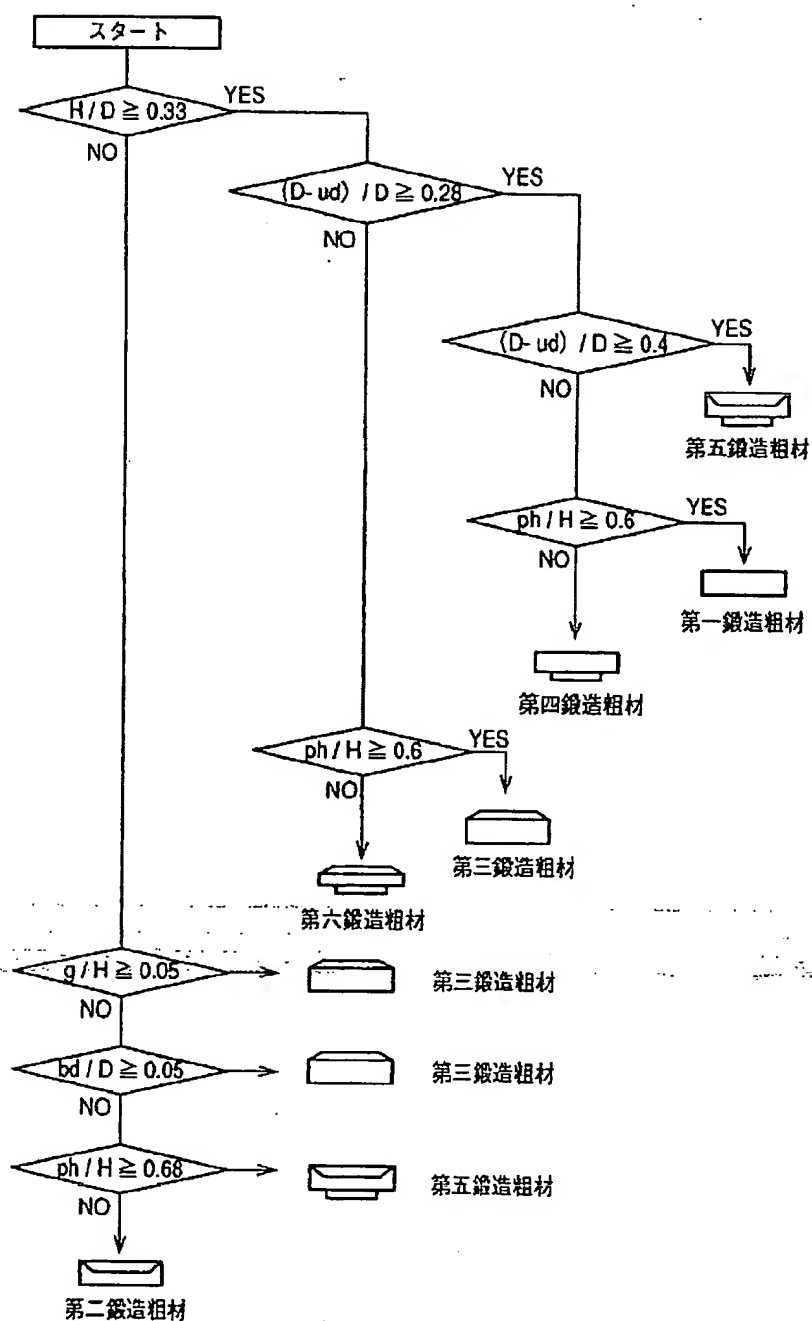 スタート
H / D ≧ 0.33
YES
NO
(D- ud) / D ≧ 0.28
YES
NO
(D- ud) / D ≧ 0.4
YES
NO
第五鍛造粗材
ph / H ≧ 0.6
YES
NO
第一鍛造粗材
第四鍛造粗材
ph / H ≧ 0.6
YES
NO
第三鍛造粗材
第六鍛造粗材
g / H ≧ 0.05
第三鍛造粗材
NO
bd / D ≧ 0.05
第三鍛造粗材
NO
ph / H ≧ 0.68
第五鍛造粗材
NO
第二鍛造粗材